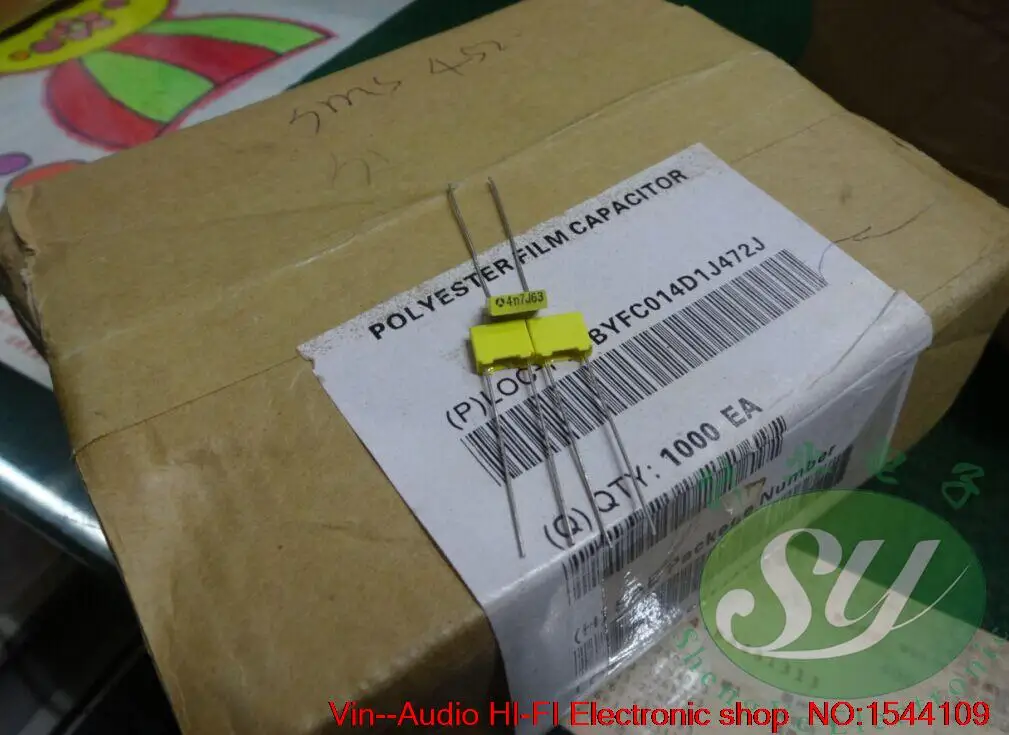 SMS 452
POLYESTER FILM CAPACITOR
4n7J63
(P)LOC
BYFC014D1J472J
(Q) QTY: 1000 EA
Package Number
SY
Vin--Audio HI-FI Electronic shop NO:1544109